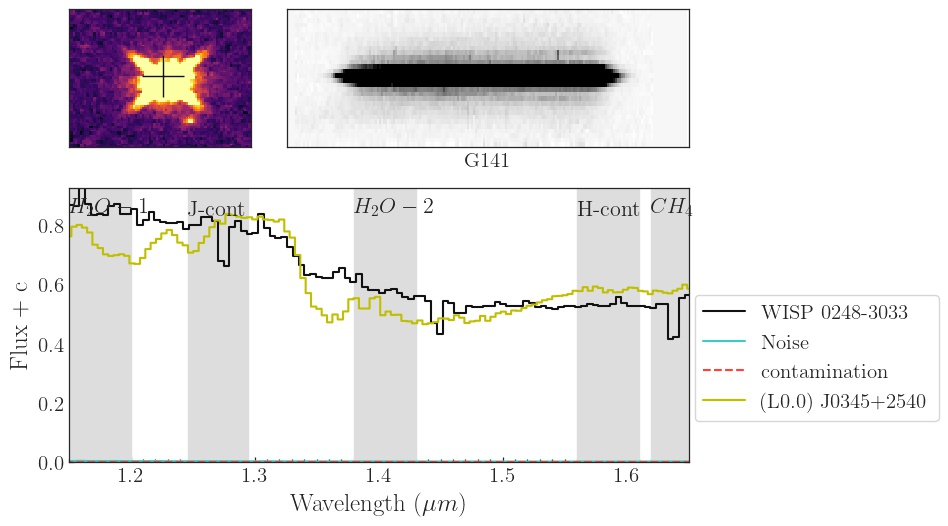 G141
H₂O − 1
J-cont
H₂O − 2
H-cont
CH₄
Flux + c
0.8
0.6
0.4
0.2
0.0
1.2
1.3
1.4
1.5
1.6
Wavelength (μm)
WISP 0248-3033
Noise
contamination
(L0.0) J0345+2540